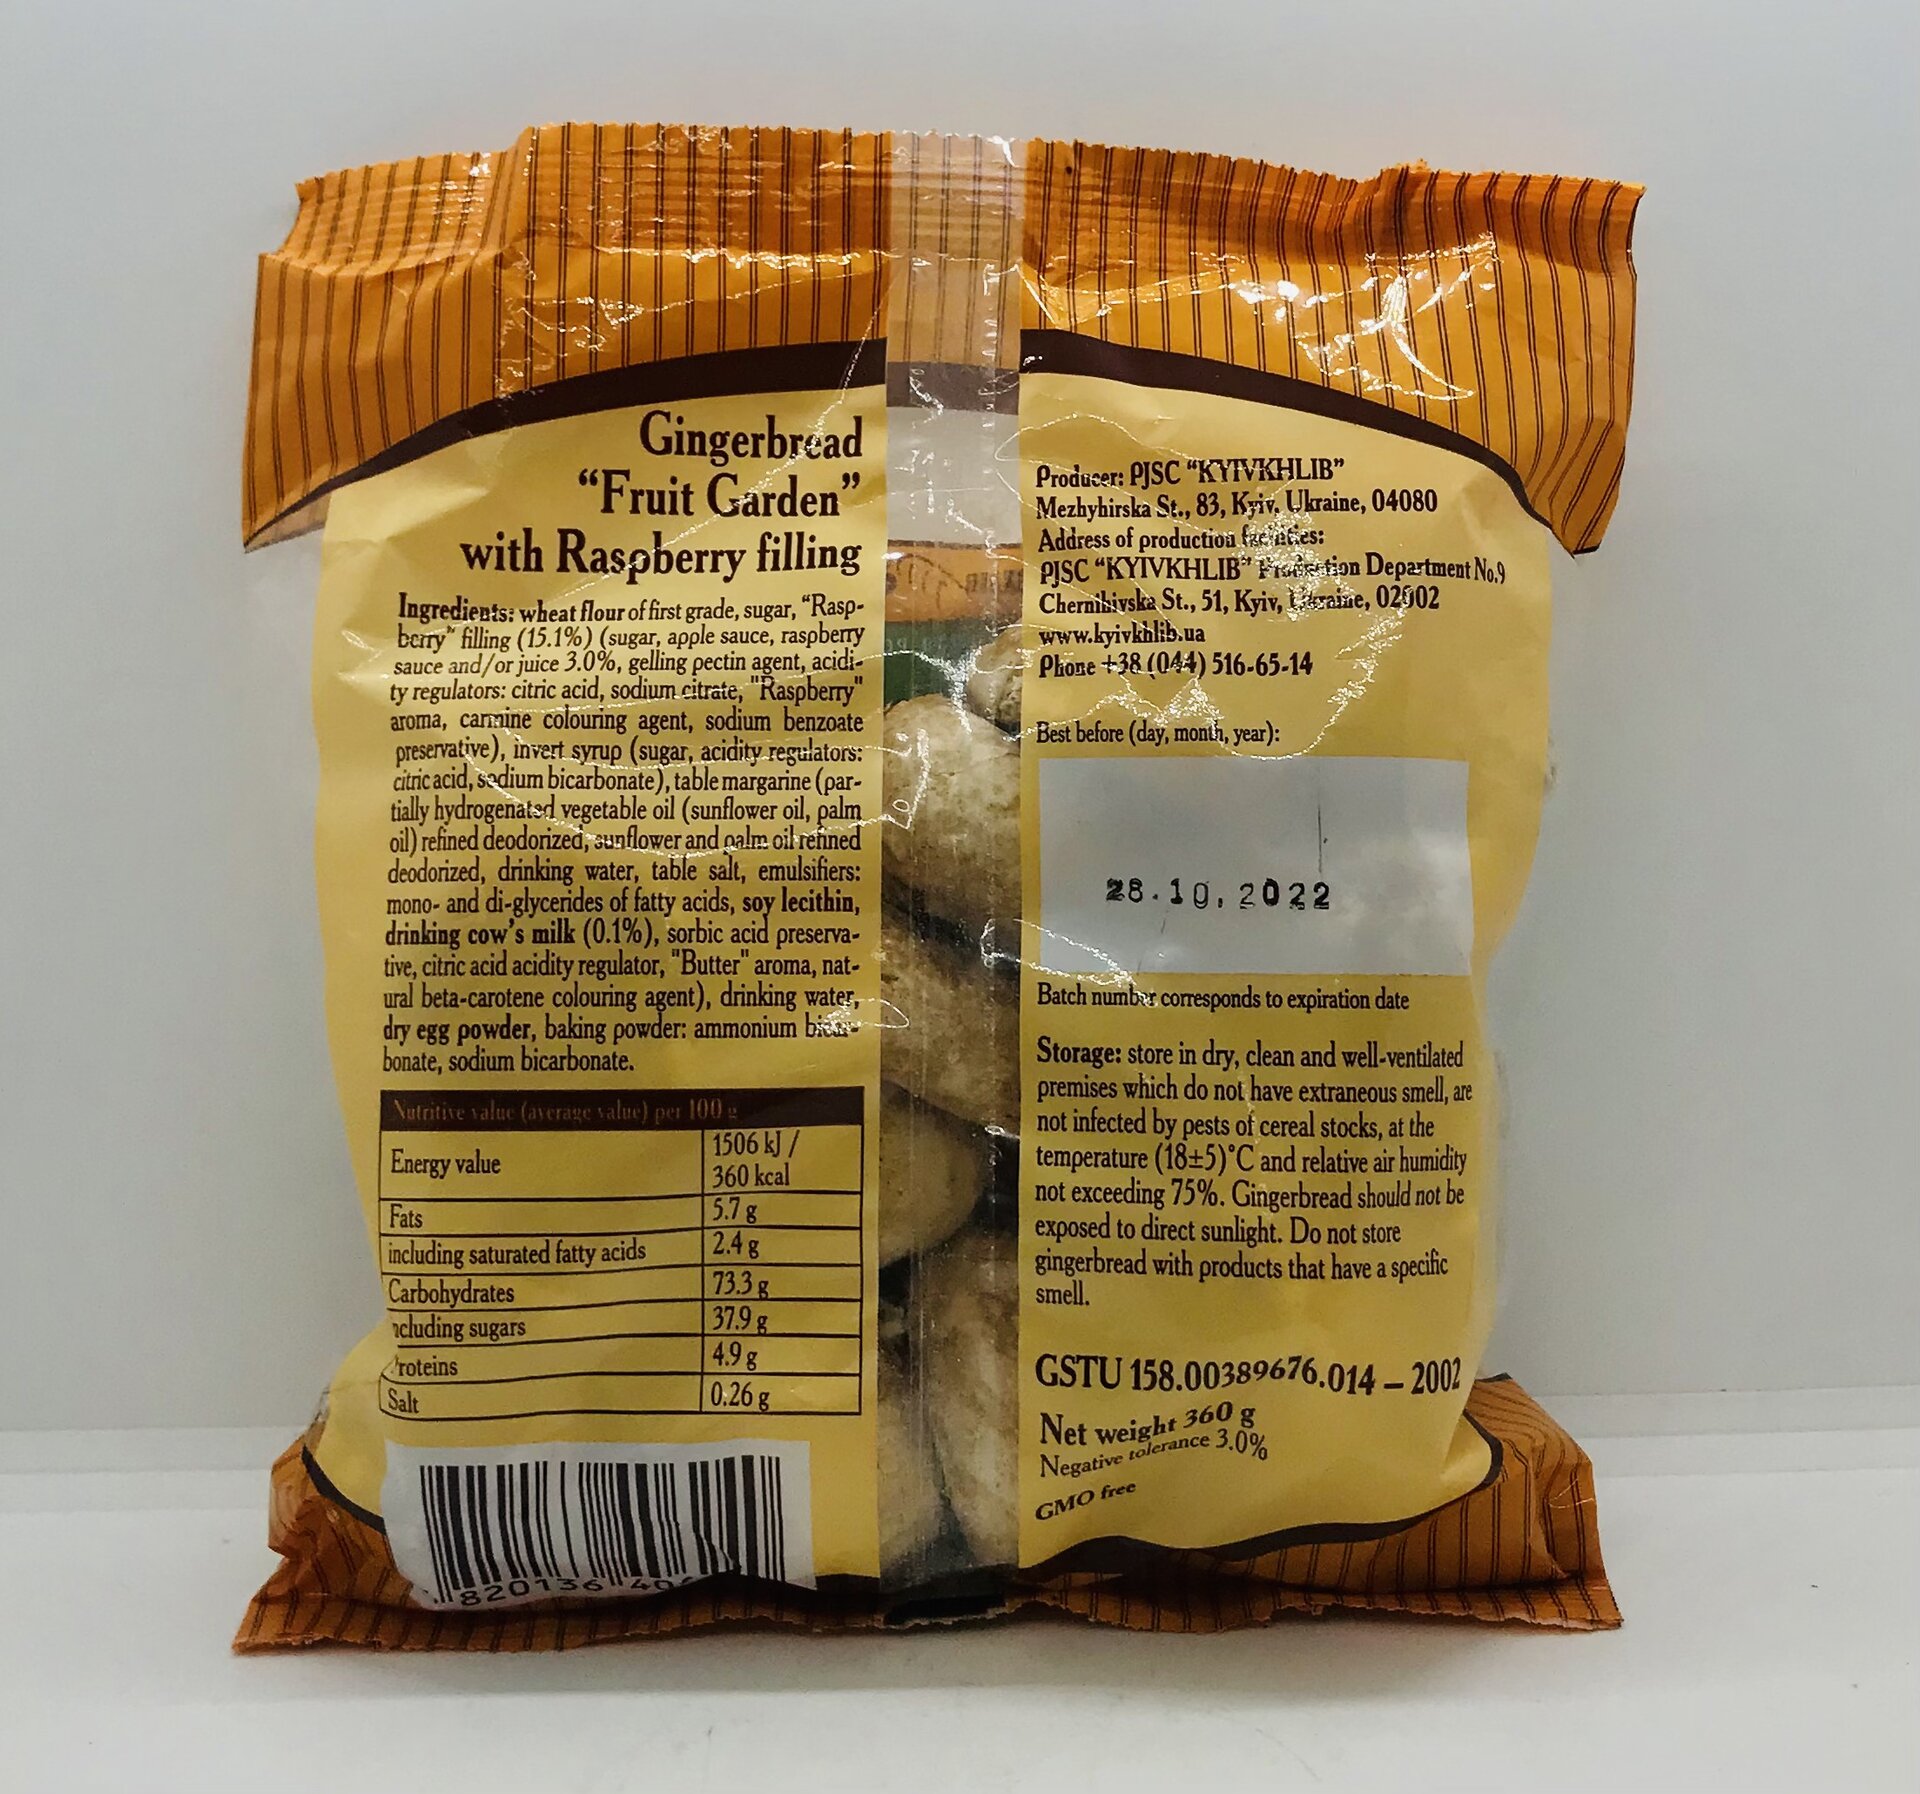 Gingerbread
“Fruit Garden”
with Raspberry filling
Ingredients: wheat flour of first grade, sugar, “Rasp-
berry” filling (15.1%) (sugar, apple sauce, raspberry
sauce and/or juice 3.0%, gelling pectin agent, acidi-
ty regulators: citric acid, sodium citrate, "Raspberry"
aroma, carmine colouring agent, sodium benzoate
preservative), invert syrup (sugar, acidity regulators:
citric acid, sodium bicarbonate), table margarine (par-
tially hydrogenated vegetable oil (sunflower oil, palm
oil) refined deodorized, sunflower and palm oil refined
deodorized, drinking water, table salt, emulsifiers:
mono- and di-glycerides of fatty acids, soy lecithin,
drinking cow's milk (0.1%), sorbic acid preserva-
tive, citric acid acidity regulator, "Butter" aroma, nat-
ural beta-carotene colouring agent), drinking water,
dry egg powder, baking powder: ammonium bicar-
bonate, sodium bicarbonate.
Nutritive value (average value) per 100 g
Energy value 1506 kJ /
360 kcal
Fats 5.7 g
including saturated fatty acids 2.4 g
Carbohydrates 73.3 g
ncluding sugars 37.9 g
roteins 4.9 g
Salt 0.26 g
820136 40
Producer: PJSC “KYIVKHLIB”
Mezhyhirska St., 83, Kyiv, Ukraine, 04080
Address of production facilities:
PJSC “KYIVKHLIB” Production Department No.9
Chernihivska St., 51, Kyiv, Ukraine, 02002
www.kyivkhlib.ua
Phone +38 (044) 516-65-14
Best before (day, month, year):
28.10.2022
Batch number corresponds to expiration date
Storage: store in dry, clean and well-ventilated
premises which do not have extraneous smell, are
not infected by pests of cereal stocks, at the
temperature (18±5)°C and relative air humidity
not exceeding 75%. Gingerbread should not be
exposed to direct sunlight. Do not store
gingerbread with products that have a specific
smell.
GSTU 158.00389676.014 – 2002
Net weight 360 g
Negative tolerance 3.0%
GMO free